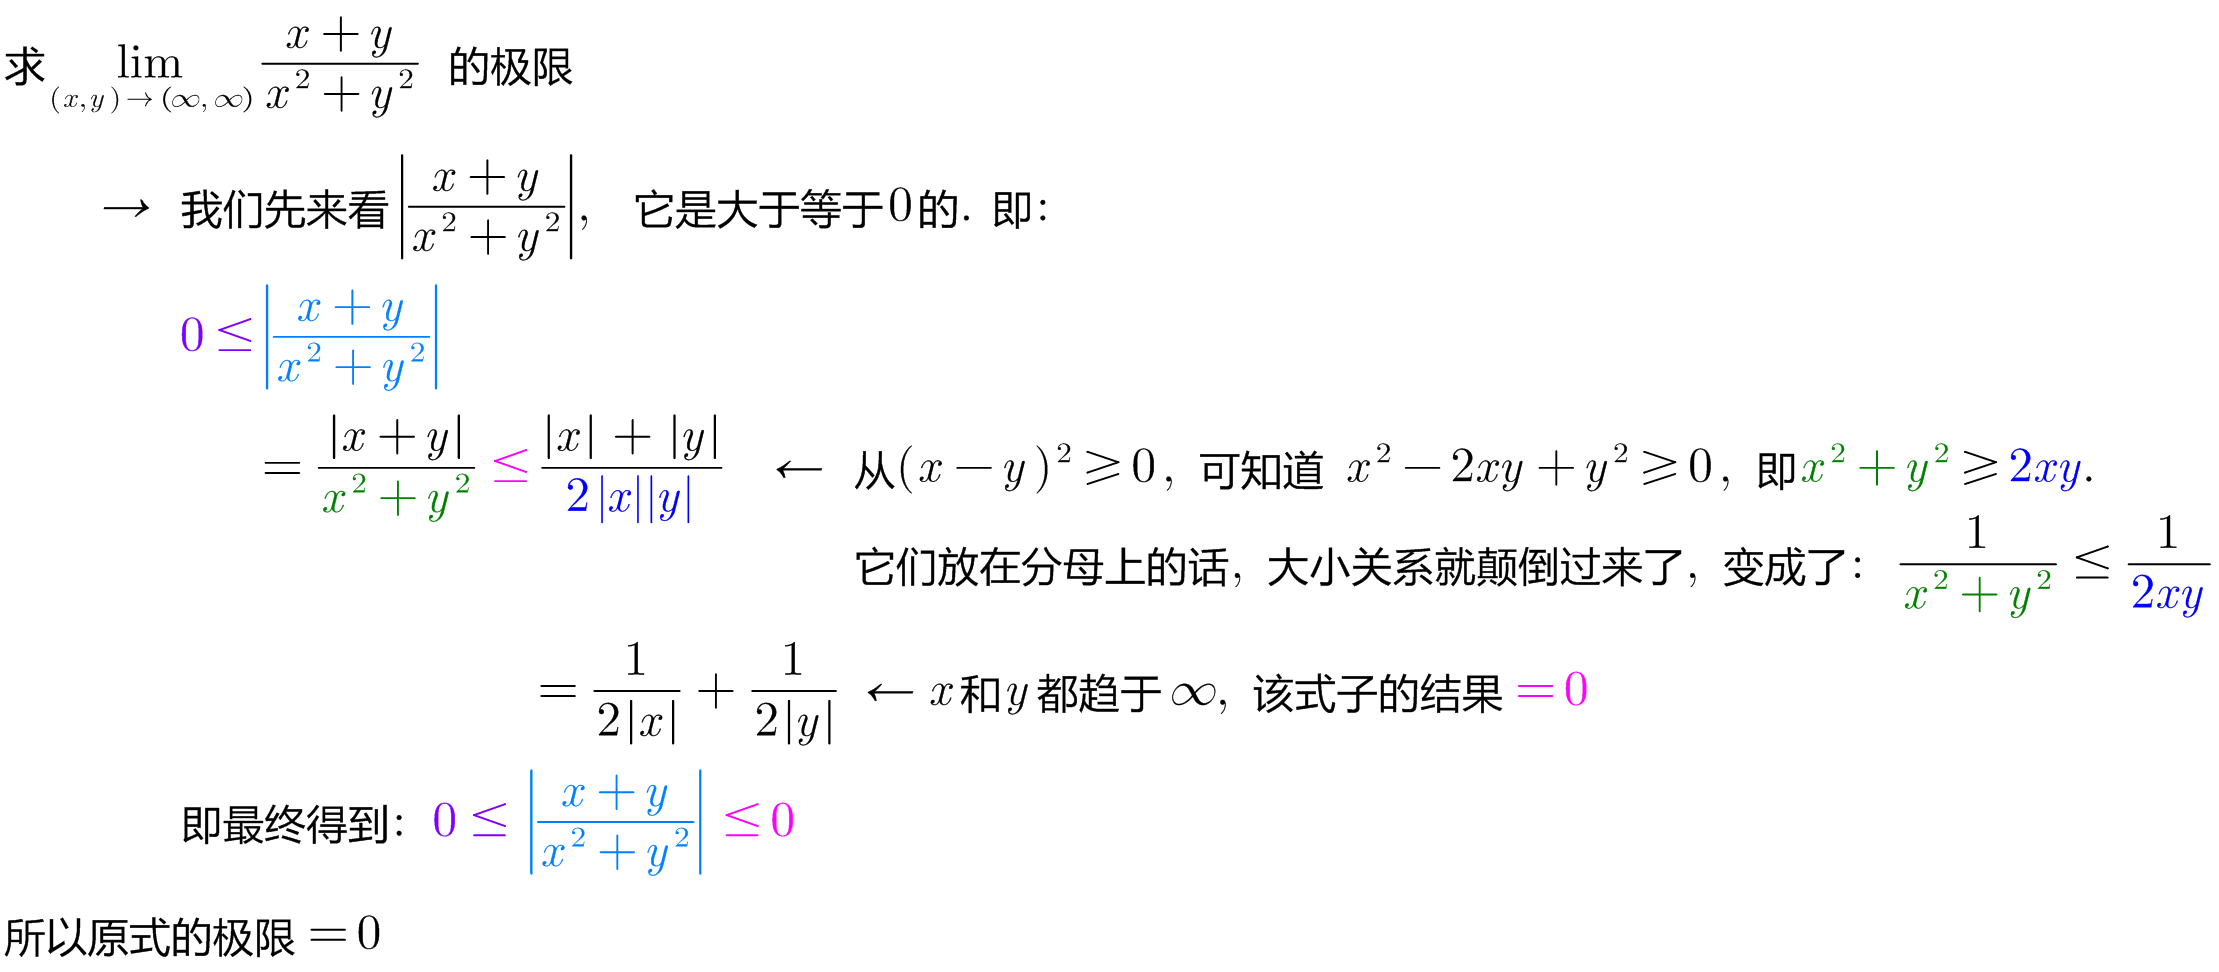 求 $\lim_{(x,y)\to(\infty,\infty)} \frac{x+y}{x^2+y^2}$ 的极限
→ 我们先来看 $\left|\frac{x+y}{x^2+y^2}\right|$, 它是大于等于0的. 即:
$0 \leq \left|\frac{x+y}{x^2+y^2}\right|$
$= \frac{|x+y|}{x^2+y^2} \leq \frac{|x|+|y|}{2|x||y|}$ ← 从 $(x-y)^2 \geqslant 0$, 可知道 $x^2-2xy+y^2 \geqslant 0$, 即 $x^2+y^2 \geqslant 2xy$.
它们放在分母上的话, 大小关系就颠倒过来了, 变成了: $\frac{1}{x^2+y^2} \leq \frac{1}{2xy}$
$= \frac{1}{2|x|} + \frac{1}{2|y|}$ ← $x$和$y$都趋于$\infty$, 该式子的结果 $=0$
即最终得到: $0 \leq \left|\frac{x+y}{x^2+y^2}\right| \leq 0$
所以原式的极限 $=0$